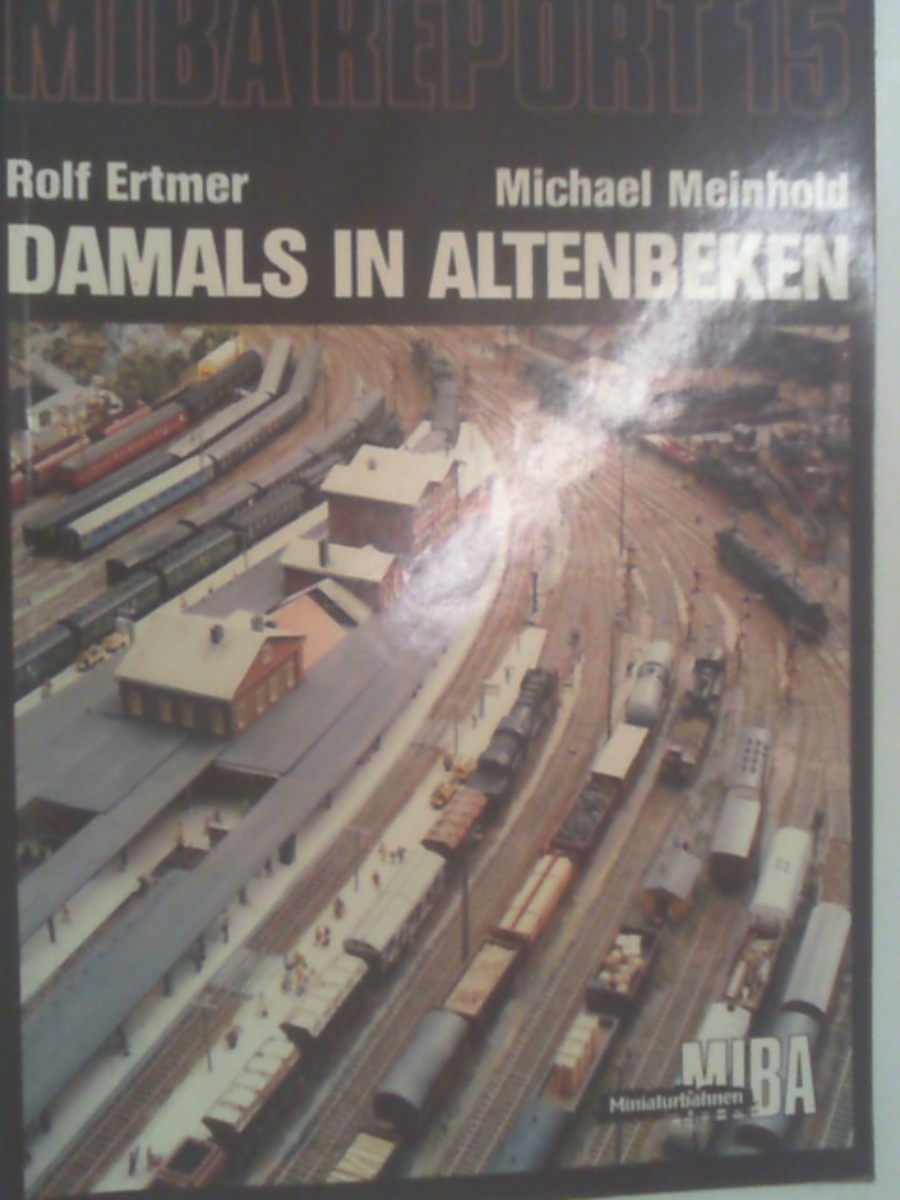 MIBA REPORT 15
Rolf Ertmer
Michael Meinhold
DAMALS IN ALTENBEKEN
MIBA
Miniaturbahnen